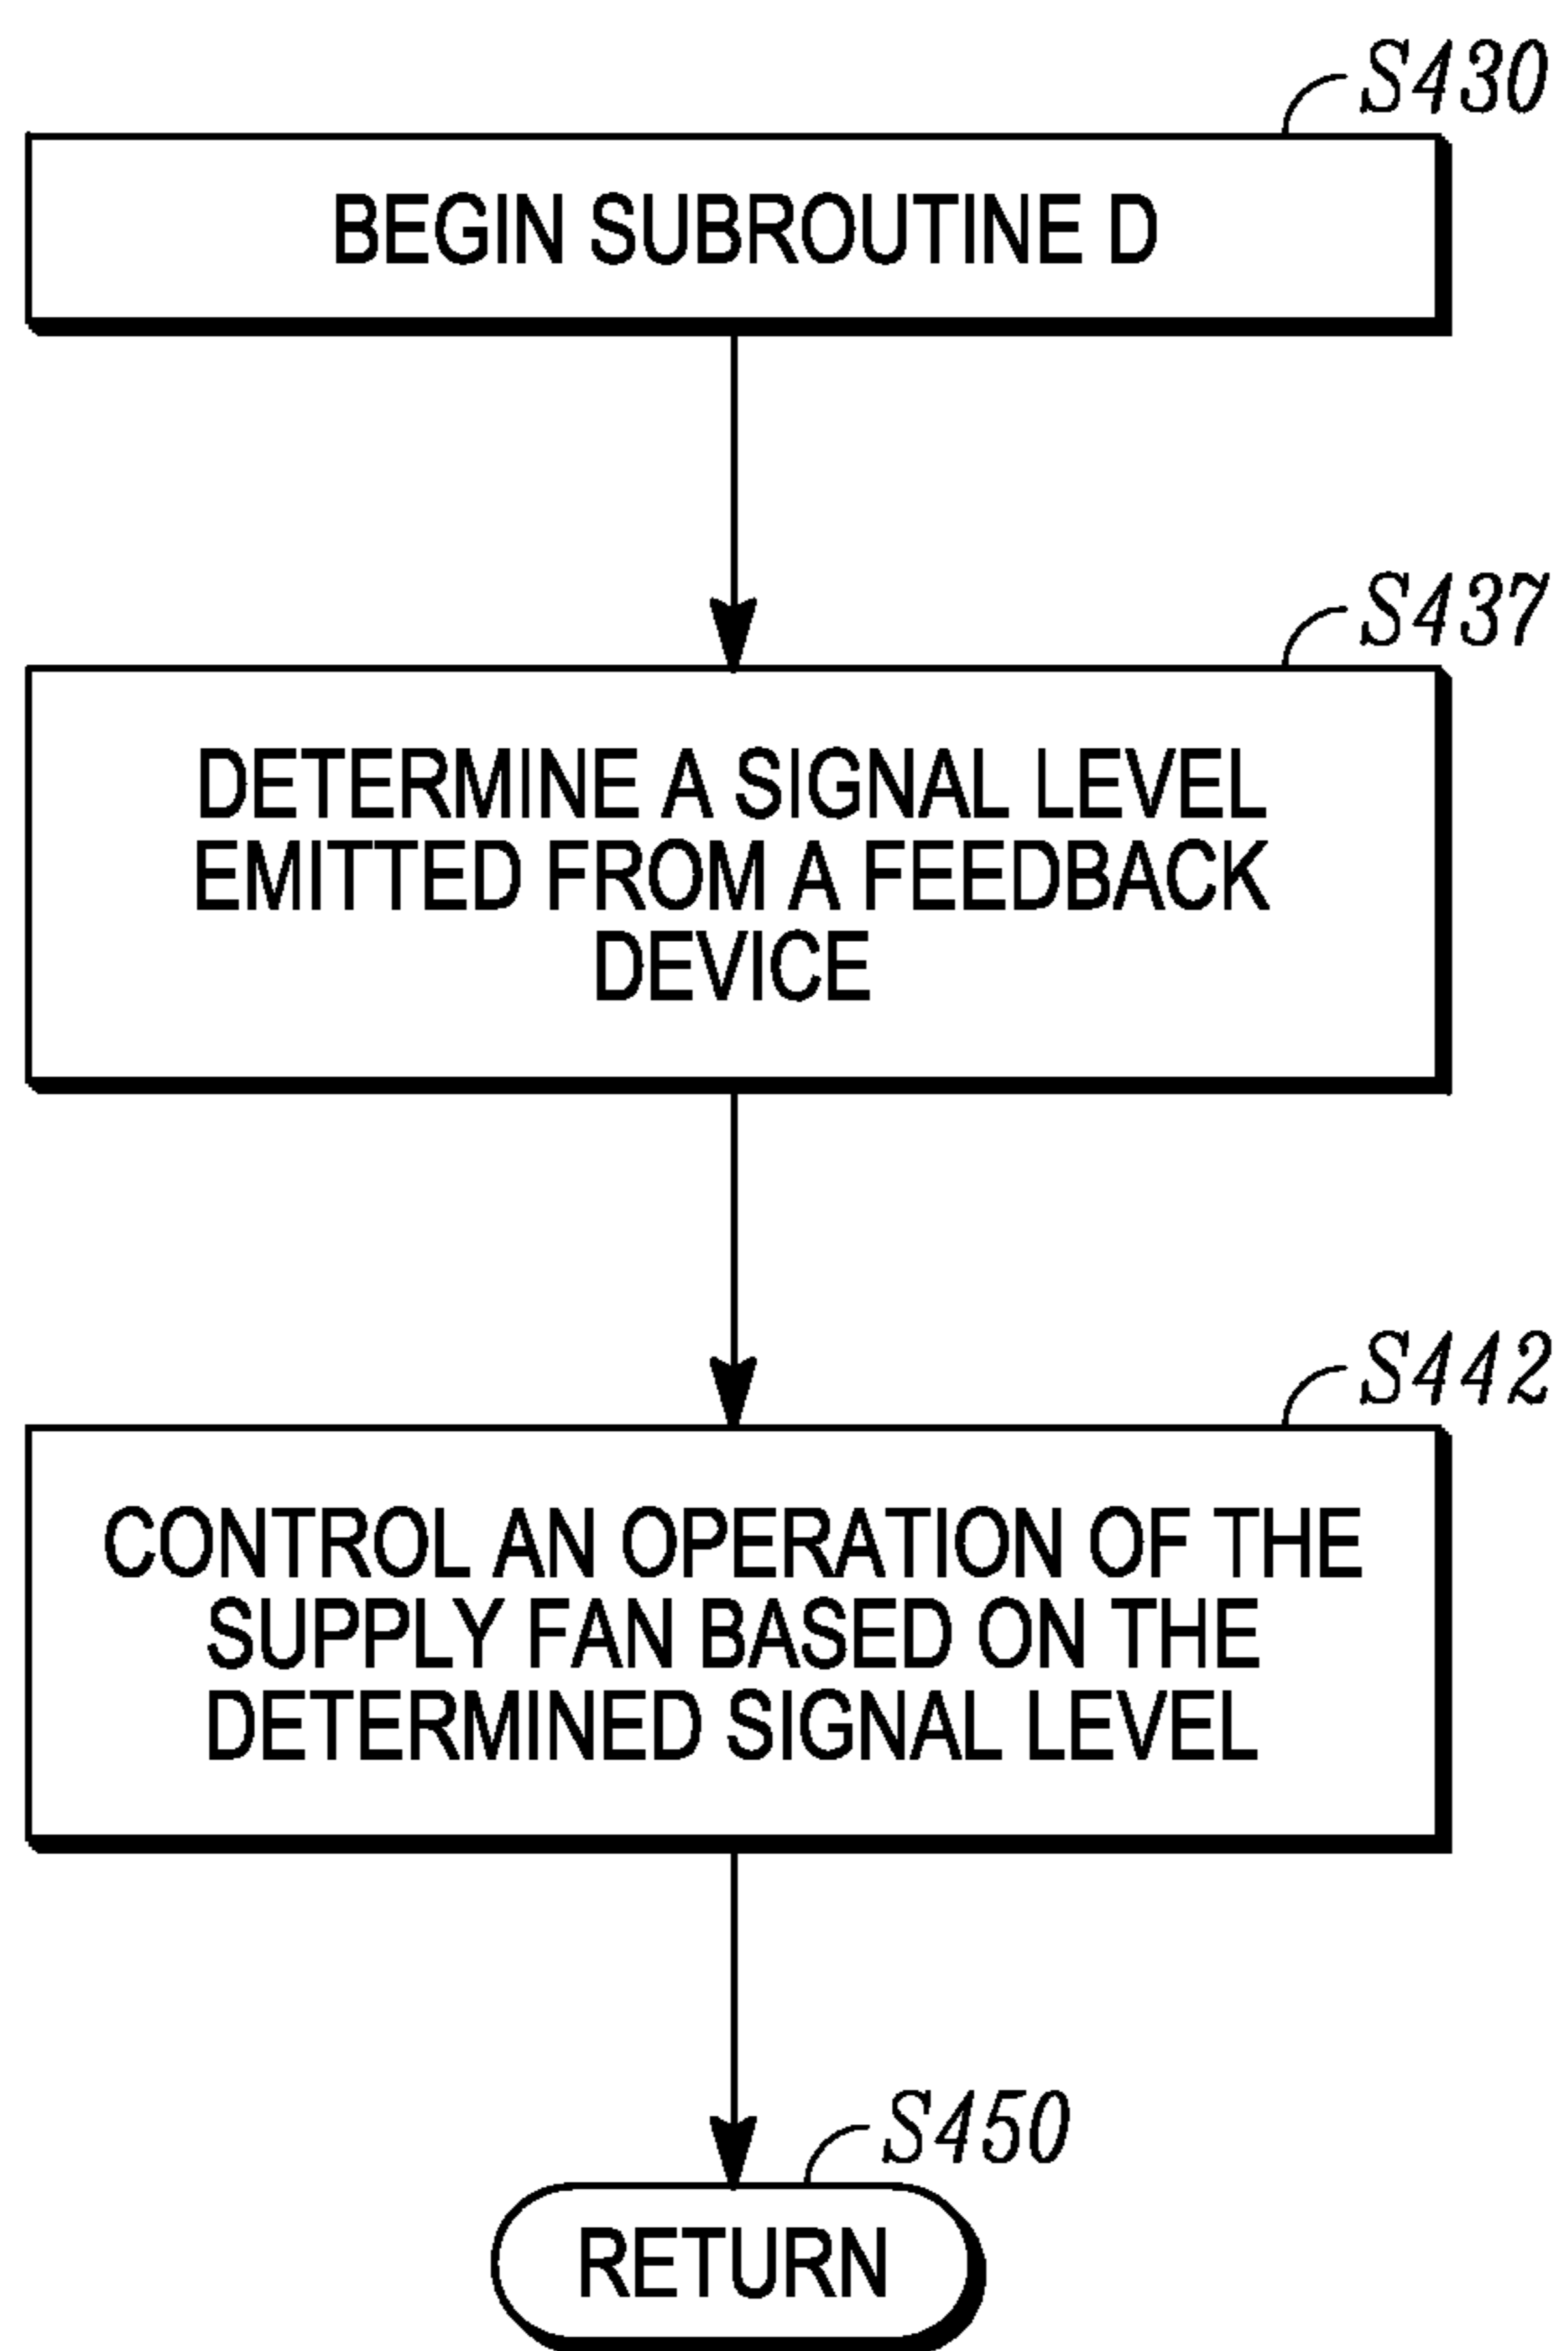 S430
BEGIN SUBROUTINE D
S437
DETERMINE A SIGNAL LEVEL
EMITTED FROM A FEEDBACK
DEVICE
S442
CONTROL AN OPERATION OF THE
SUPPLY FAN BASED ON THE
DETERMINED SIGNAL LEVEL
S450
RETURN